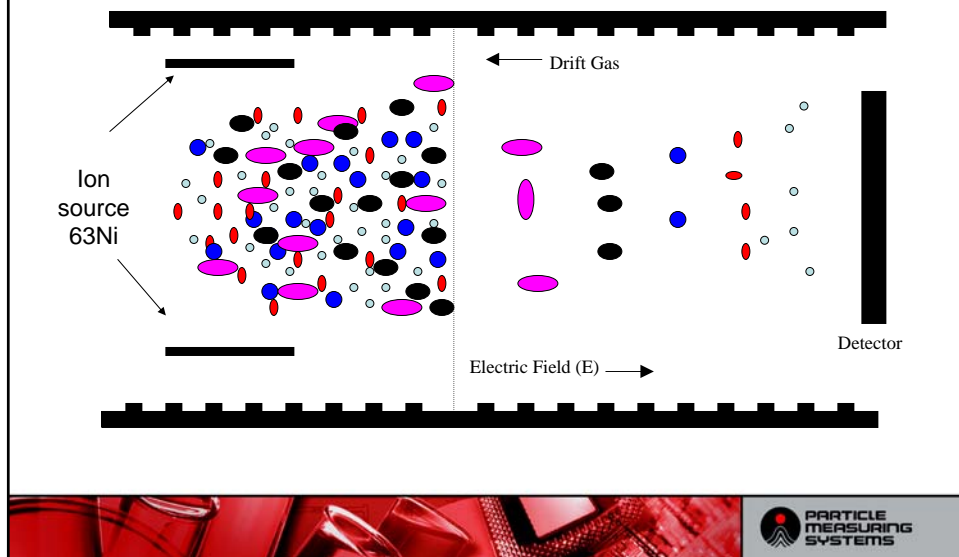 Drift Gas
Ion
source
63Ni
Detector
Electric Field (E)
PARTICLE
MEASURING
SYSTEMS